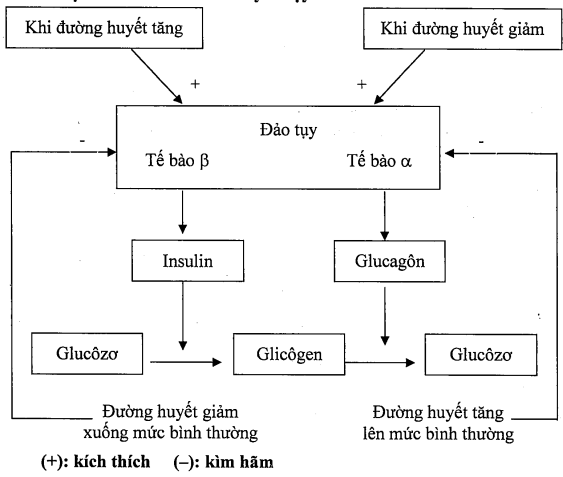 Khi đường huyết tăng
Khi đường huyết giảm
+
+
Đảo tụy
-
-
Tế bào β
Tế bào α
Insulin
Glucagôn
Glucôzơ
Glicôgen
Glucôzơ
Đường huyết giảm
xuống mức bình thường
Đường huyết tăng
lên mức bình thường
(+): kích thích (–): kìm hãm